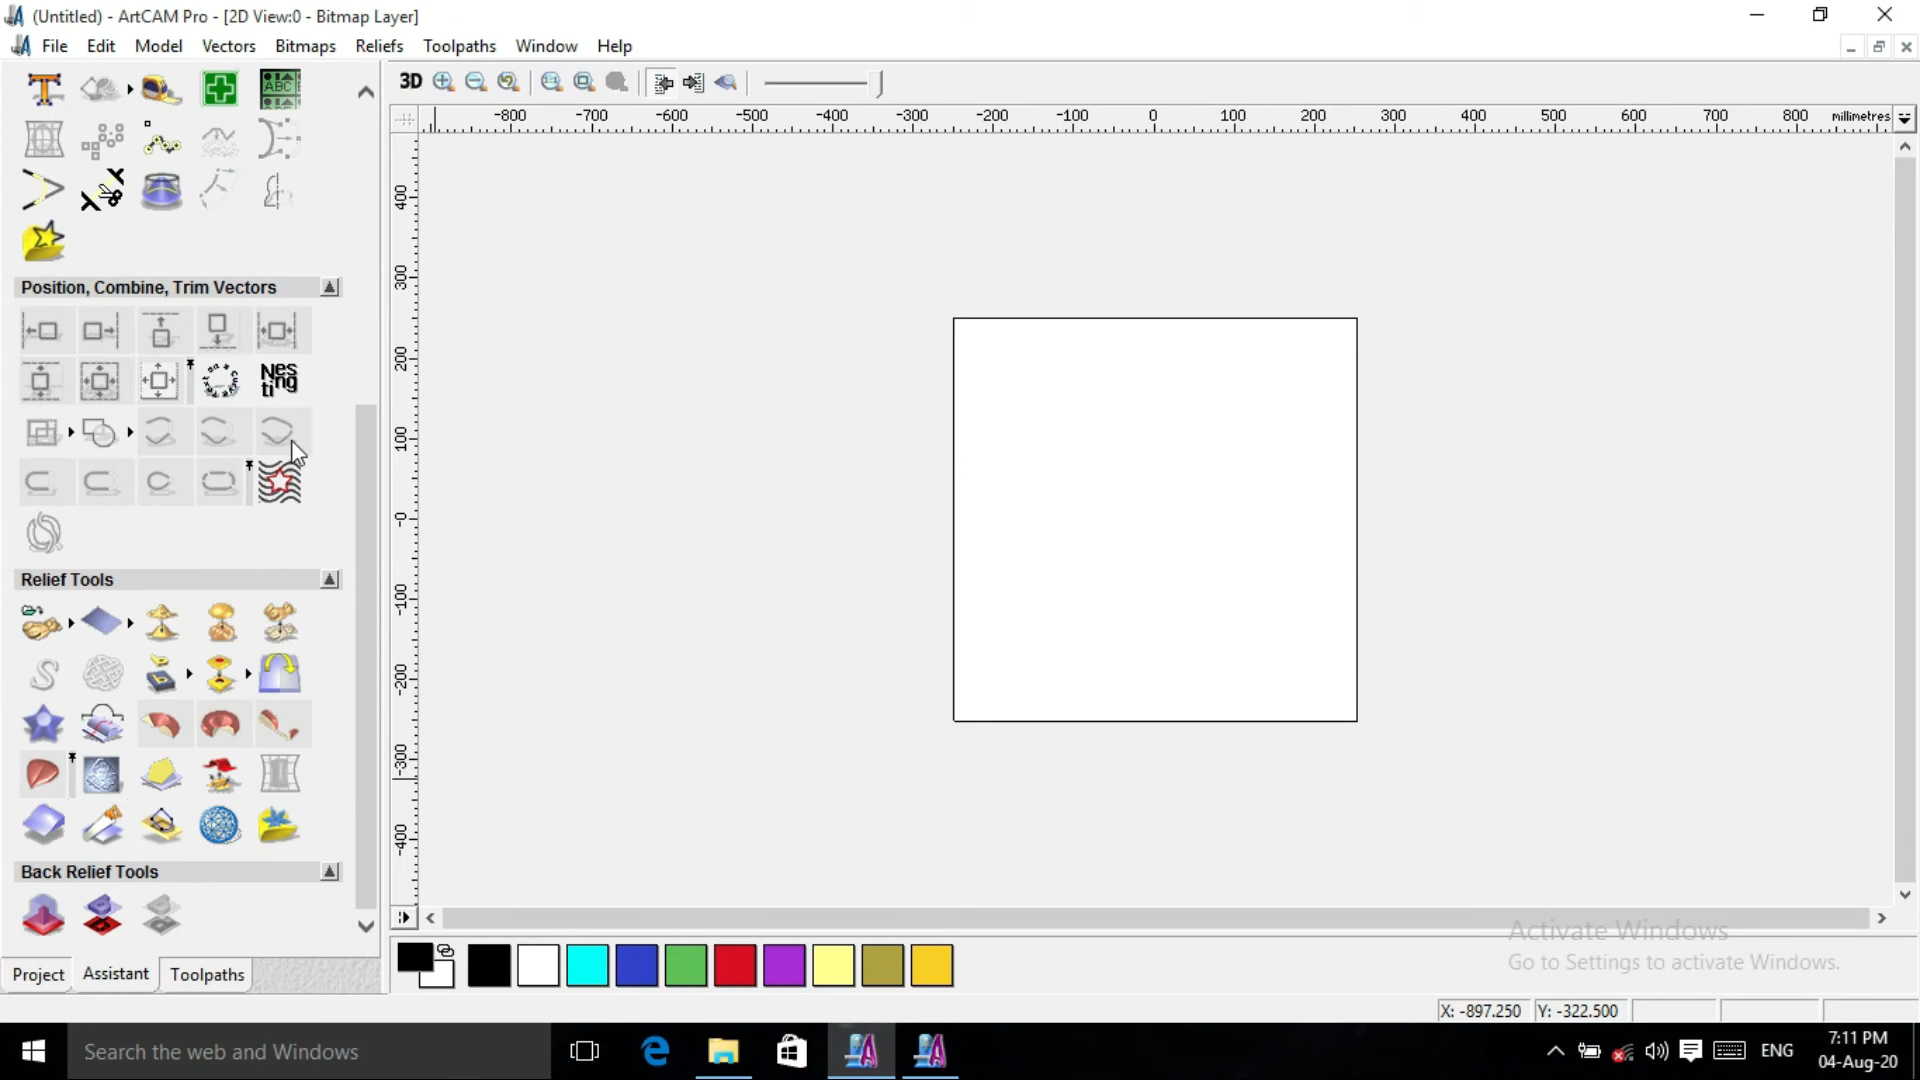 (Untitled) - ArtCAM Pro - [2D View:0 - Bitmap Layer]
File Edit Model Vectors Bitmaps Reliefs Toolpaths Window Help
3D
ABC
-800 -700 -600 -500 -400 -300 -200 -100 0 100 200 300 400 500 600 700 800 millimetres
400
300
200
100
-0
-100
-200
-300
-400
Position, Combine, Trim Vectors
Nes
ting
Relief Tools
Back Relief Tools
Project Assistant Toolpaths
Activate Windows
Go to Settings to activate Windows.
X: -897.250 Y: -322.500
Search the web and Windows
ENG
7:11 PM
04-Aug-20